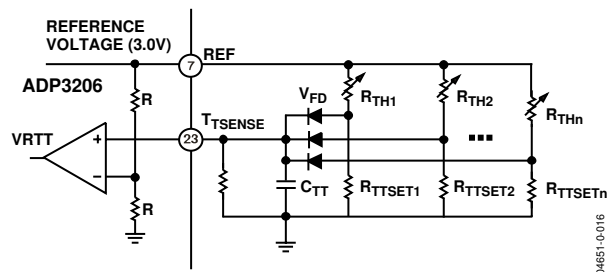 REFERENCE
VOLTAGE (3.0V)
7
REF
ADP3206
R
VFD
RTH1
RTH2
RTHn
VRTT
+
–
23
TTSENSE
R
CTT
RTTSET1
RTTSET2
RTTSETn
04651-0-016